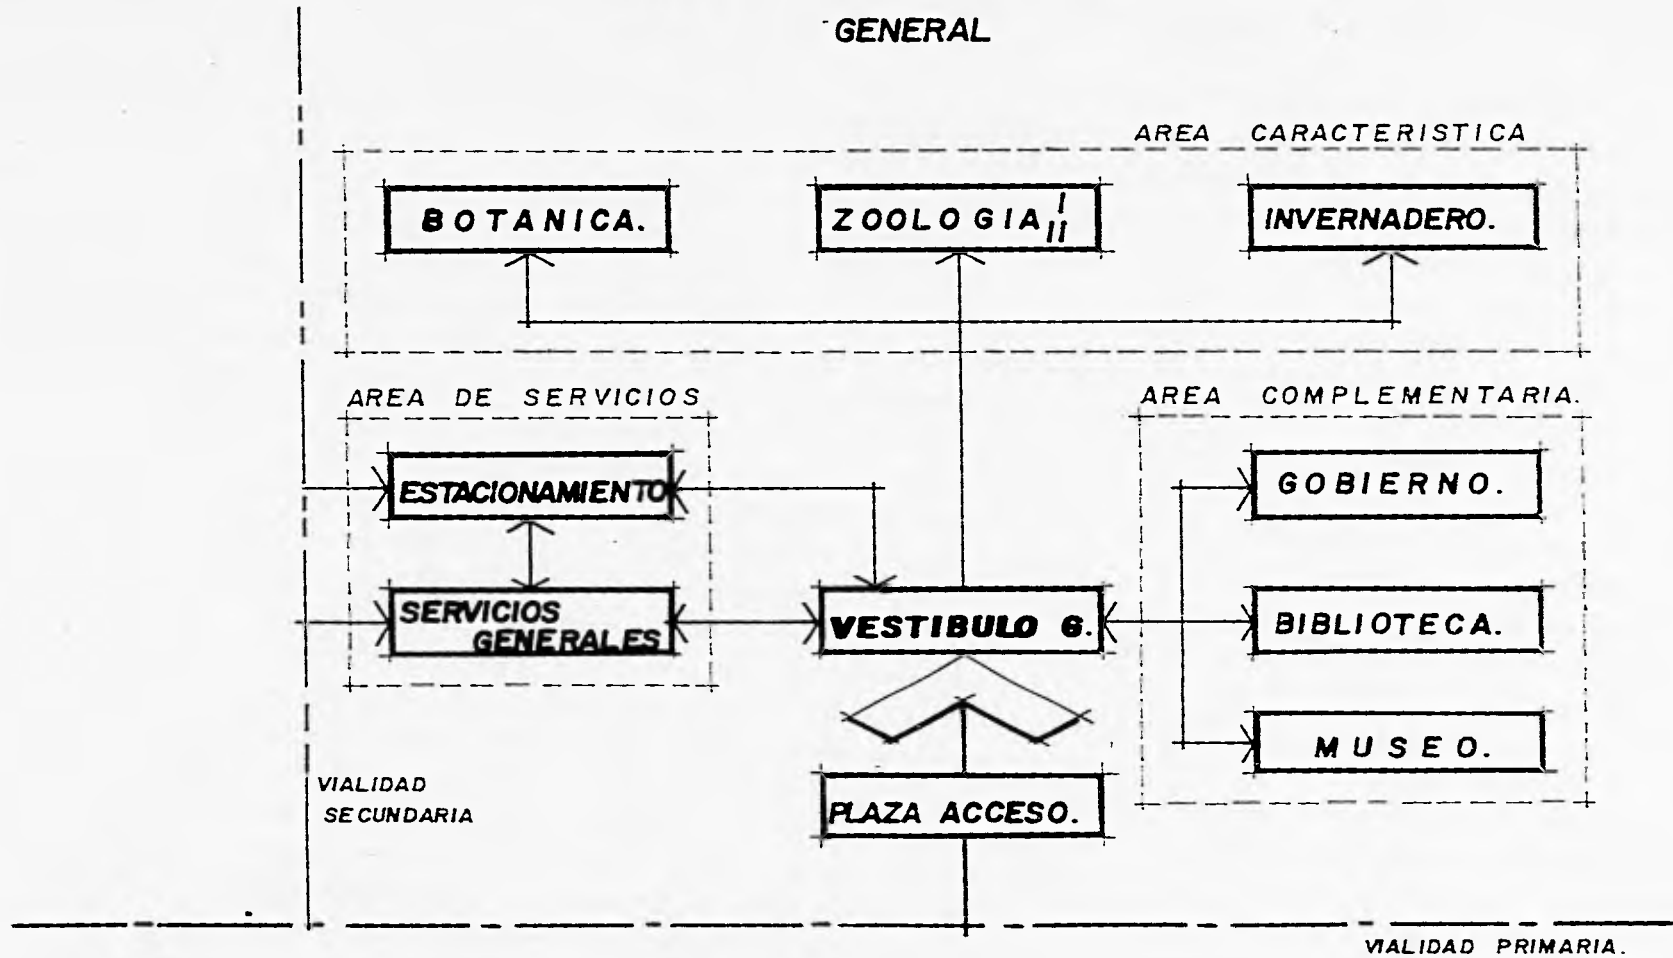 GENERAL
AREA CARACTERISTICA
BOTANICA.
ZOOLOGIA I
II
INVERNADERO.
AREA DE SERVICIOS
AREA COMPLEMENTARIA.
ESTACIONAMIENTO
GOBIERNO.
SERVICIOS
GENERALES
VESTIBULO G.
BIBLIOTECA.
MUSEO.
VIALIDAD
SECUNDARIA
PLAZA ACCESO.
VIALIDAD PRIMARIA.